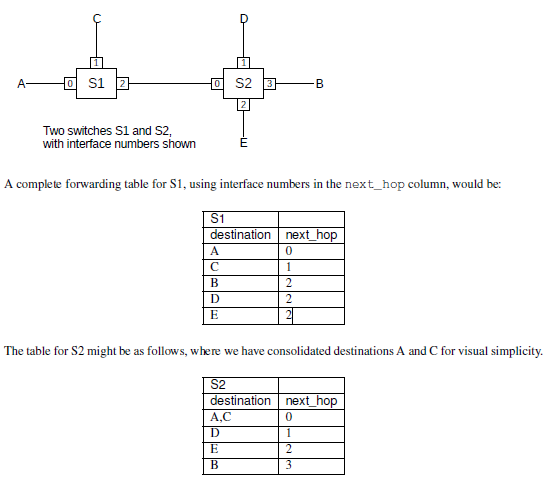 C D
1 1
A 0 S1 2 0 S2 3 B
2
Two switches S1 and S2,
with interface numbers shown
E
A complete forwarding table for S1, using interface numbers in the next_hop column, would be:
S1
destination next_hop
A 0
C 1
B 2
D 2
E 2
The table for S2 might be as follows, where we have consolidated destinations A and C for visual simplicity.
S2
destination next_hop
A,C 0
D 1
E 2
B 3